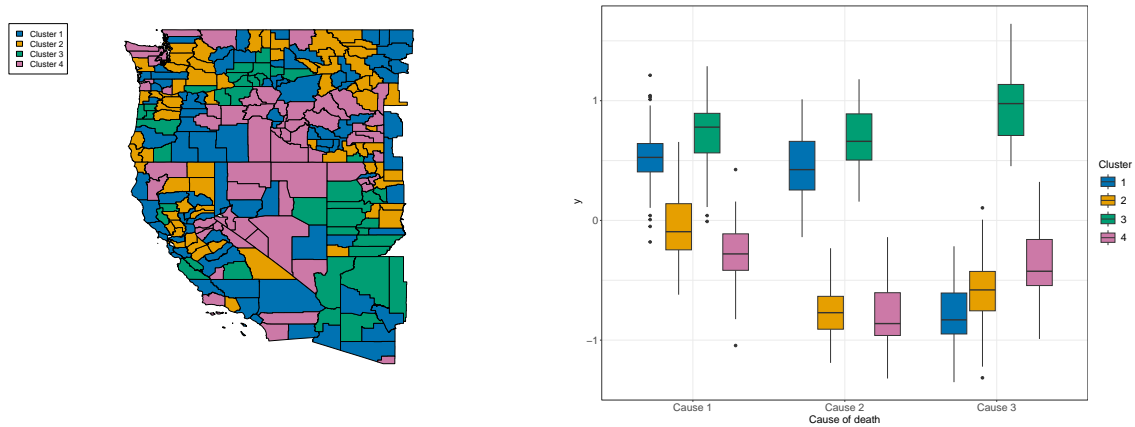 Cluster 1
Cluster 2
Cluster 3
Cluster 4
y
1
0
−1
Cause 1
Cause 2
Cause 3
Cause of death
Cluster
1
2
3
4